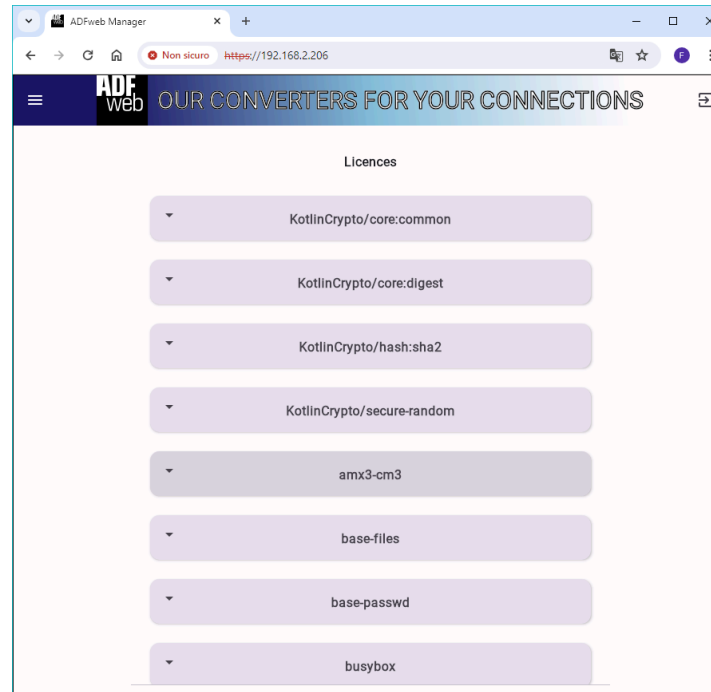 ADFweb Manager
Non sicuro https://192.168.2.206
F
ADF
web
OUR CONVERTERS FOR YOUR CONNECTIONS
Licences
KotlinCrypto/core:common
KotlinCrypto/core:digest
KotlinCrypto/hash:sha2
KotlinCrypto/secure-random
amx3-cm3
base-files
base-passwd
busybox